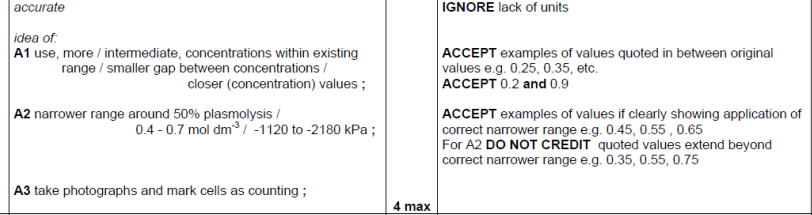 accurate
idea of:
A1 use, more / intermediate, concentrations within existing
range / smaller gap between concentrations /
closer (concentration) values ;
A2 narrower range around 50% plasmolysis /
0.4 - 0.7 mol dm-3 / -1120 to -2180 kPa ;
A3 take photographs and mark cells as counting ;
4 max
IGNORE lack of units
ACCEPT examples of values quoted in between original
values e.g. 0.25, 0.35, etc.
ACCEPT 0.2 and 0.9
ACCEPT examples of values if clearly showing application of
correct narrower range e.g. 0.45, 0.55 , 0.65
For A2 DO NOT CREDIT quoted values extend beyond
correct narrower range e.g. 0.35, 0.55, 0.75